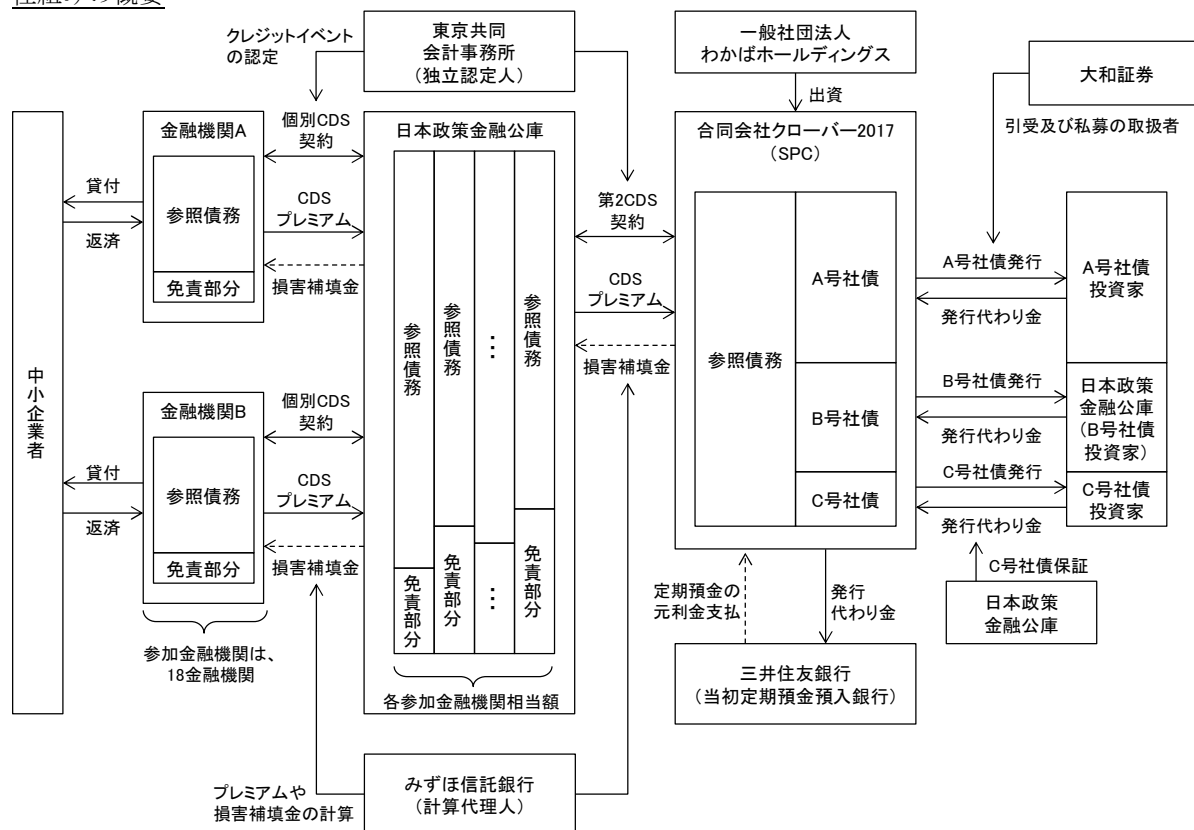 仕組みの概要
クレジットイベント
の認定
東京共同
会計事務所
(独立認定人)
一般社団法人
わかばホールディングス
大和証券
出資
引受及び私募の取扱者
中小企業者
貸付
返済
金融機関A
参照債務
免責部分
個別CDS
契約
CDS
プレミアム
損害補填金
貸付
返済
金融機関B
参照債務
免責部分
個別CDS
契約
CDS
プレミアム
損害補填金
参加金融機関は、
18金融機関
日本政策金融公庫
参照債務
免責部分
参照債務
免責部分
…
…
参照債務
免責部分
各参加金融機関相当額
第2CDS
契約
CDS
プレミアム
損害補填金
合同会社クローバー2017
(SPC)
参照債務
A号社債
B号社債
C号社債
A号社債発行
発行代わり金
B号社債発行
発行代わり金
C号社債発行
発行代わり金
A号社債
投資家
日本政策
金融公庫
(B号社債
投資家)
C号社債
投資家
C号社債保証
日本政策
金融公庫
定期預金の
元利金支払
発行
代わり金
三井住友銀行
(当初定期預金預入銀行)
プレミアムや
損害補填金の計算
みずほ信託銀行
(計算代理人)